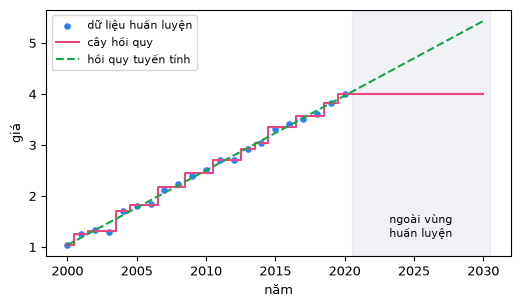 dữ liệu huấn luyện
cây hồi quy
hồi quy tuyến tính
5
4
3
2
1
giá
ngoài vùng
huấn luyện
2000 2005 2010 2015 2020 2025 2030
năm